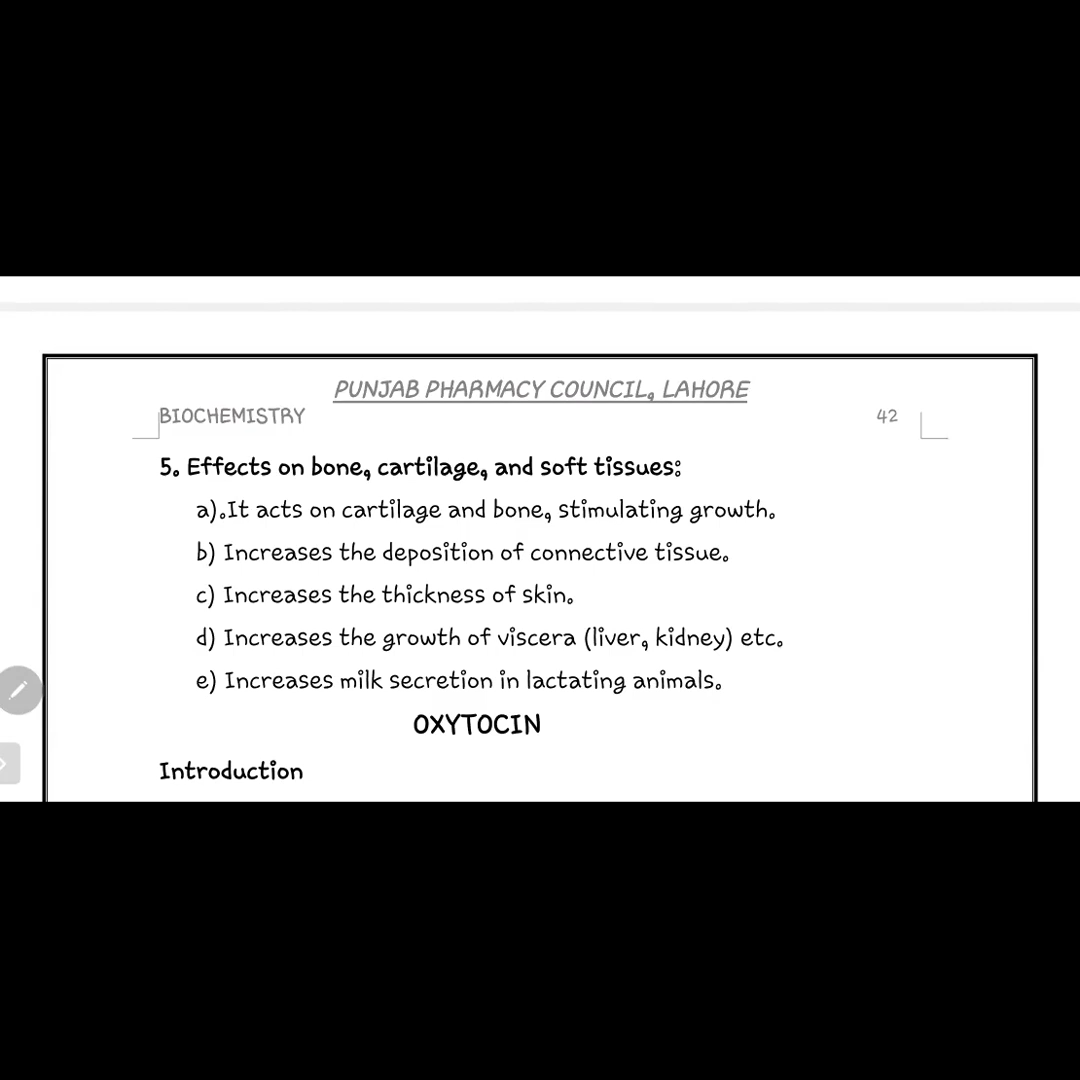 PUNJAB PHARMACY COUNCIL, LAHORE
BIOCHEMISTRY 42
5. Effects on bone, cartilage, and soft tissues:
a).It acts on cartilage and bone, stimulating growth.
b) Increases the deposition of connective tissue.
c) Increases the thickness of skin.
d) Increases the growth of viscera (liver, kidney) etc.
e) Increases milk secretion in lactating animals.
OXYTOCIN
Introduction